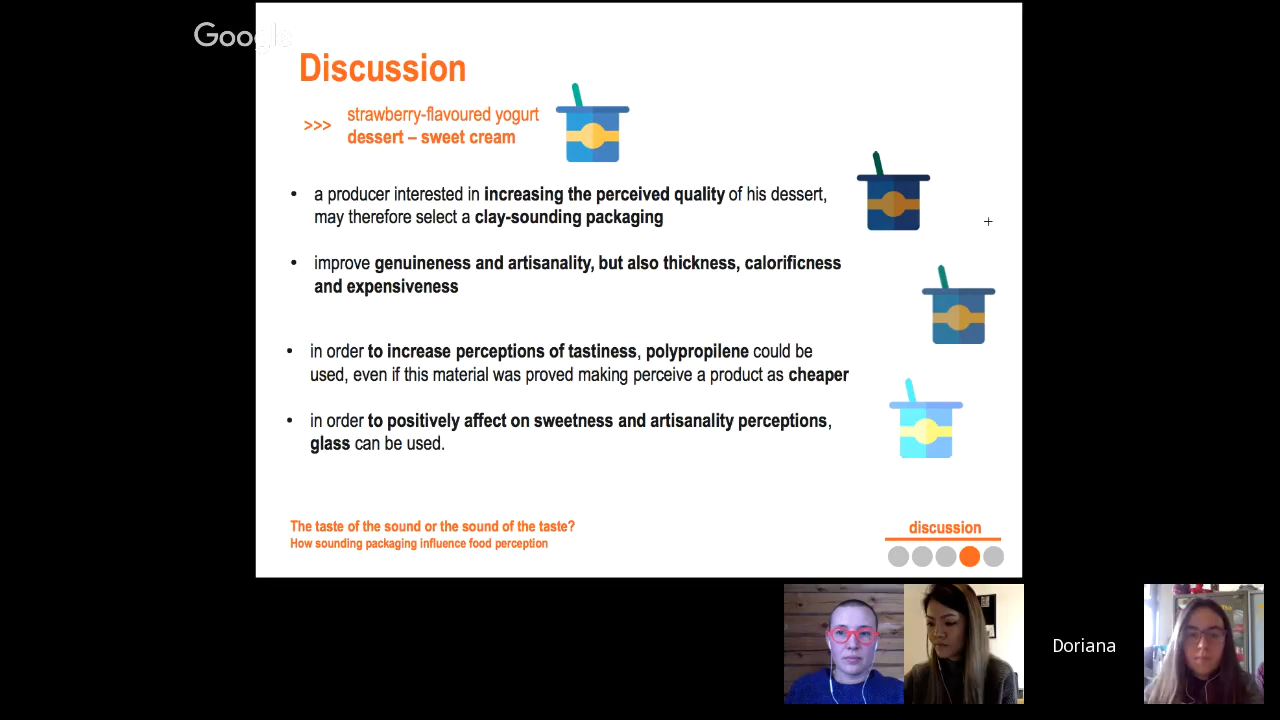 Google
Discussion
>>> strawberry-flavoured yogurt
dessert – sweet cream
• a producer interested in increasing the perceived quality of his dessert,
may therefore select a clay-sounding packaging
• improve genuineness and artisanality, but also thickness, calorificness
and expensiveness
• in order to increase perceptions of tastiness, polypropilene could be
used, even if this material was proved making perceive a product as cheaper
• in order to positively affect on sweetness and artisanality perceptions,
glass can be used.
The taste of the sound or the sound of the taste?
How sounding packaging influence food perception
discussion
Doriana